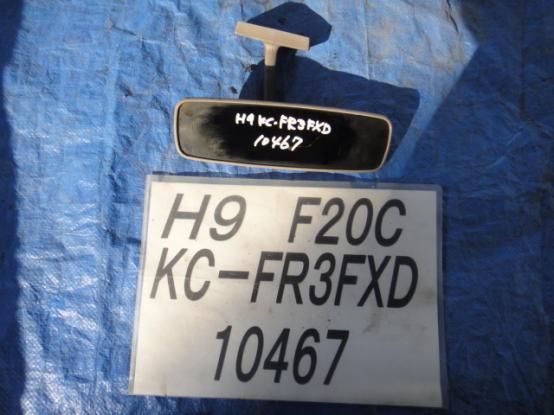 H9 KC-FR3FXD
10467
H9 F20C
KC-FR3FXD
10467